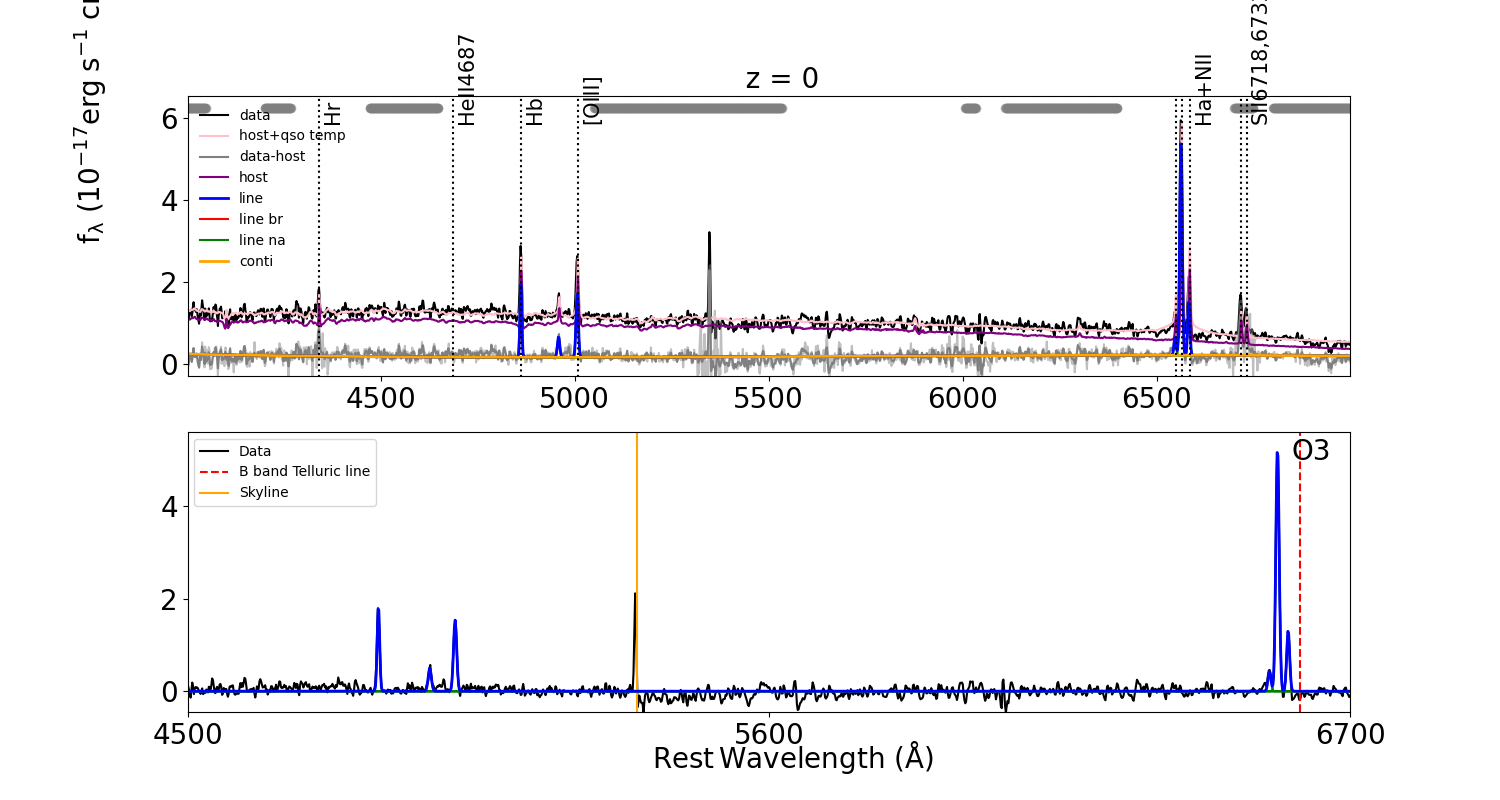 z = 0
f_λ (10^{-17}erg s^{-1}
Hr
HeII4687
Hb
[OIII]
Ha+NII
SII6718,673
data
host+qso temp
data-host
host
line
line br
line na
conti
6
4
2
0
4500 5000 5500 6000 6500
Data
B band Telluric line
Skyline
O3
4
2
0
4500 5600 6700
Rest Wavelength (Å)